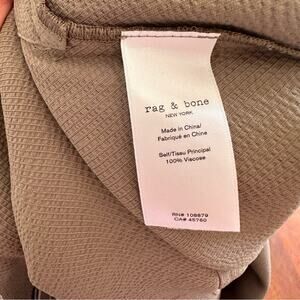 rag & bone
NEW YORK
Made in China/
Fabriqué en Chine
Self/Tissu Principal
100% Viscose
RN# 108879
CA# 45760